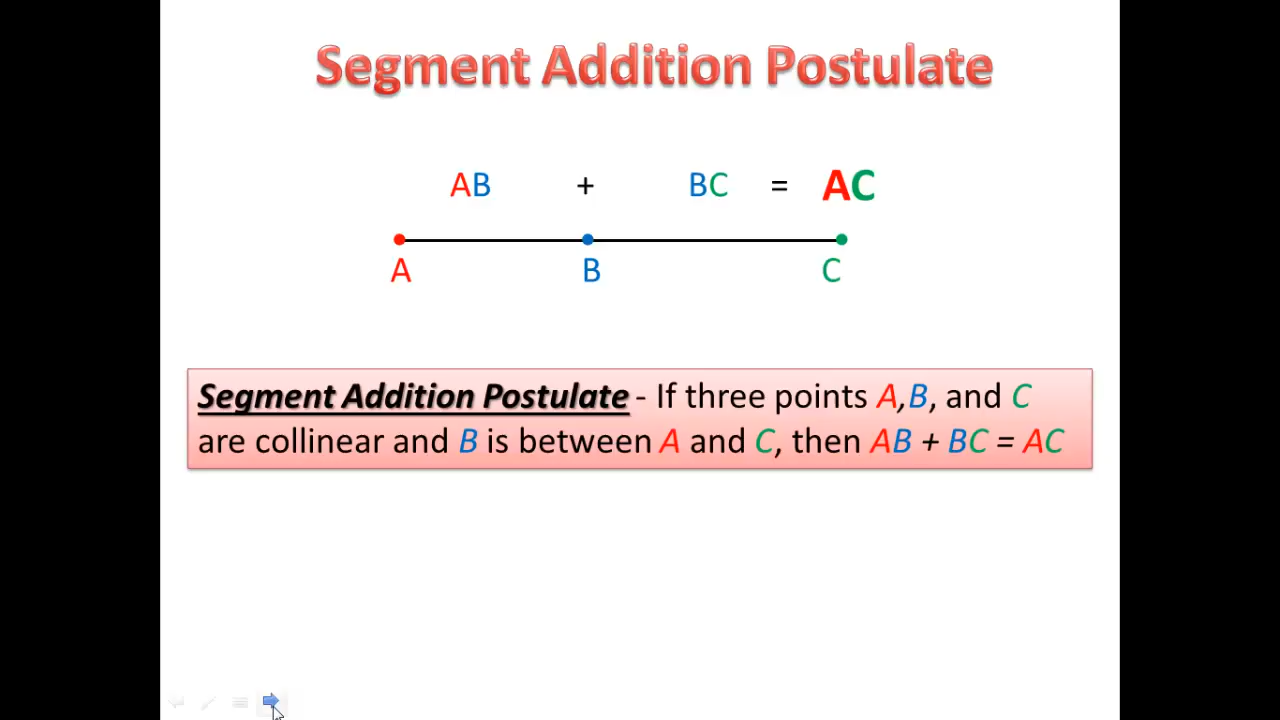 Segment Addition Postulate
AB + BC = AC
A B C
Segment Addition Postulate - If three points A,B, and C
are collinear and B is between A and C, then AB + BC = AC